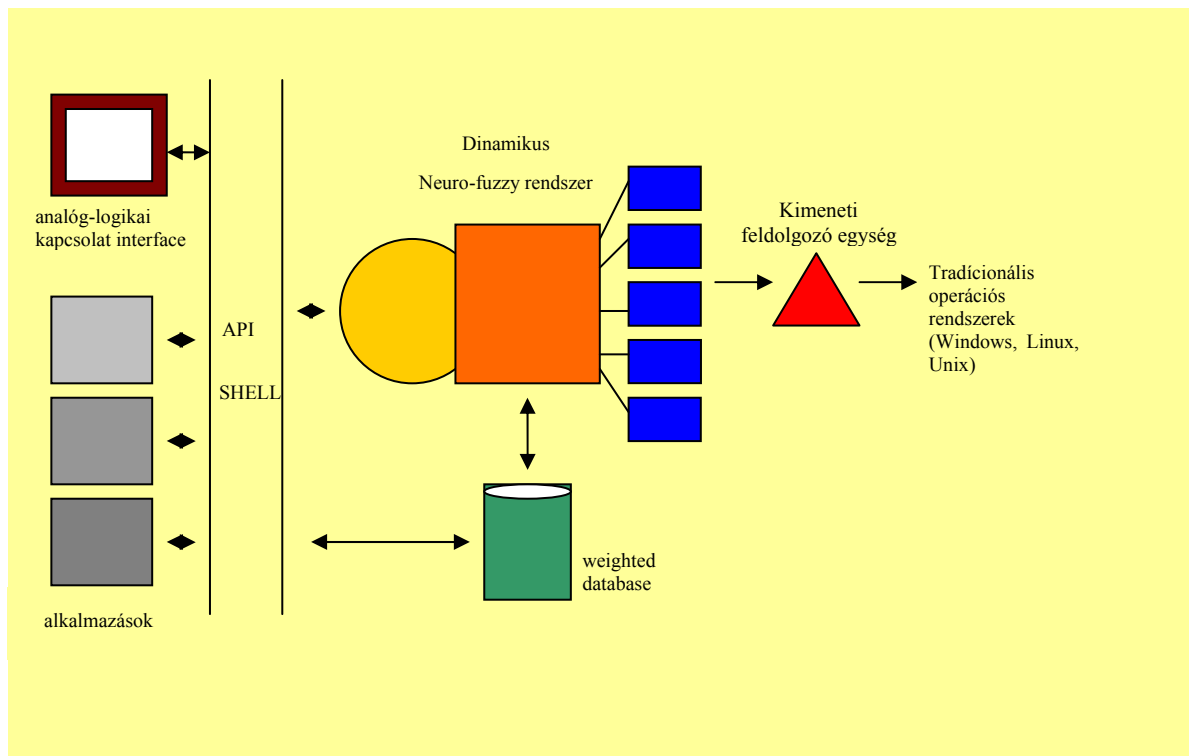 analóg-logikai
kapcsolat interface
alkalmazások
API
SHELL
Dinamikus
Neuro-fuzzy rendszer
weighted
database
Kimeneti
feldolgozó egység
Tradícionális
operációs
rendszerek
(Windows, Linux,
Unix)